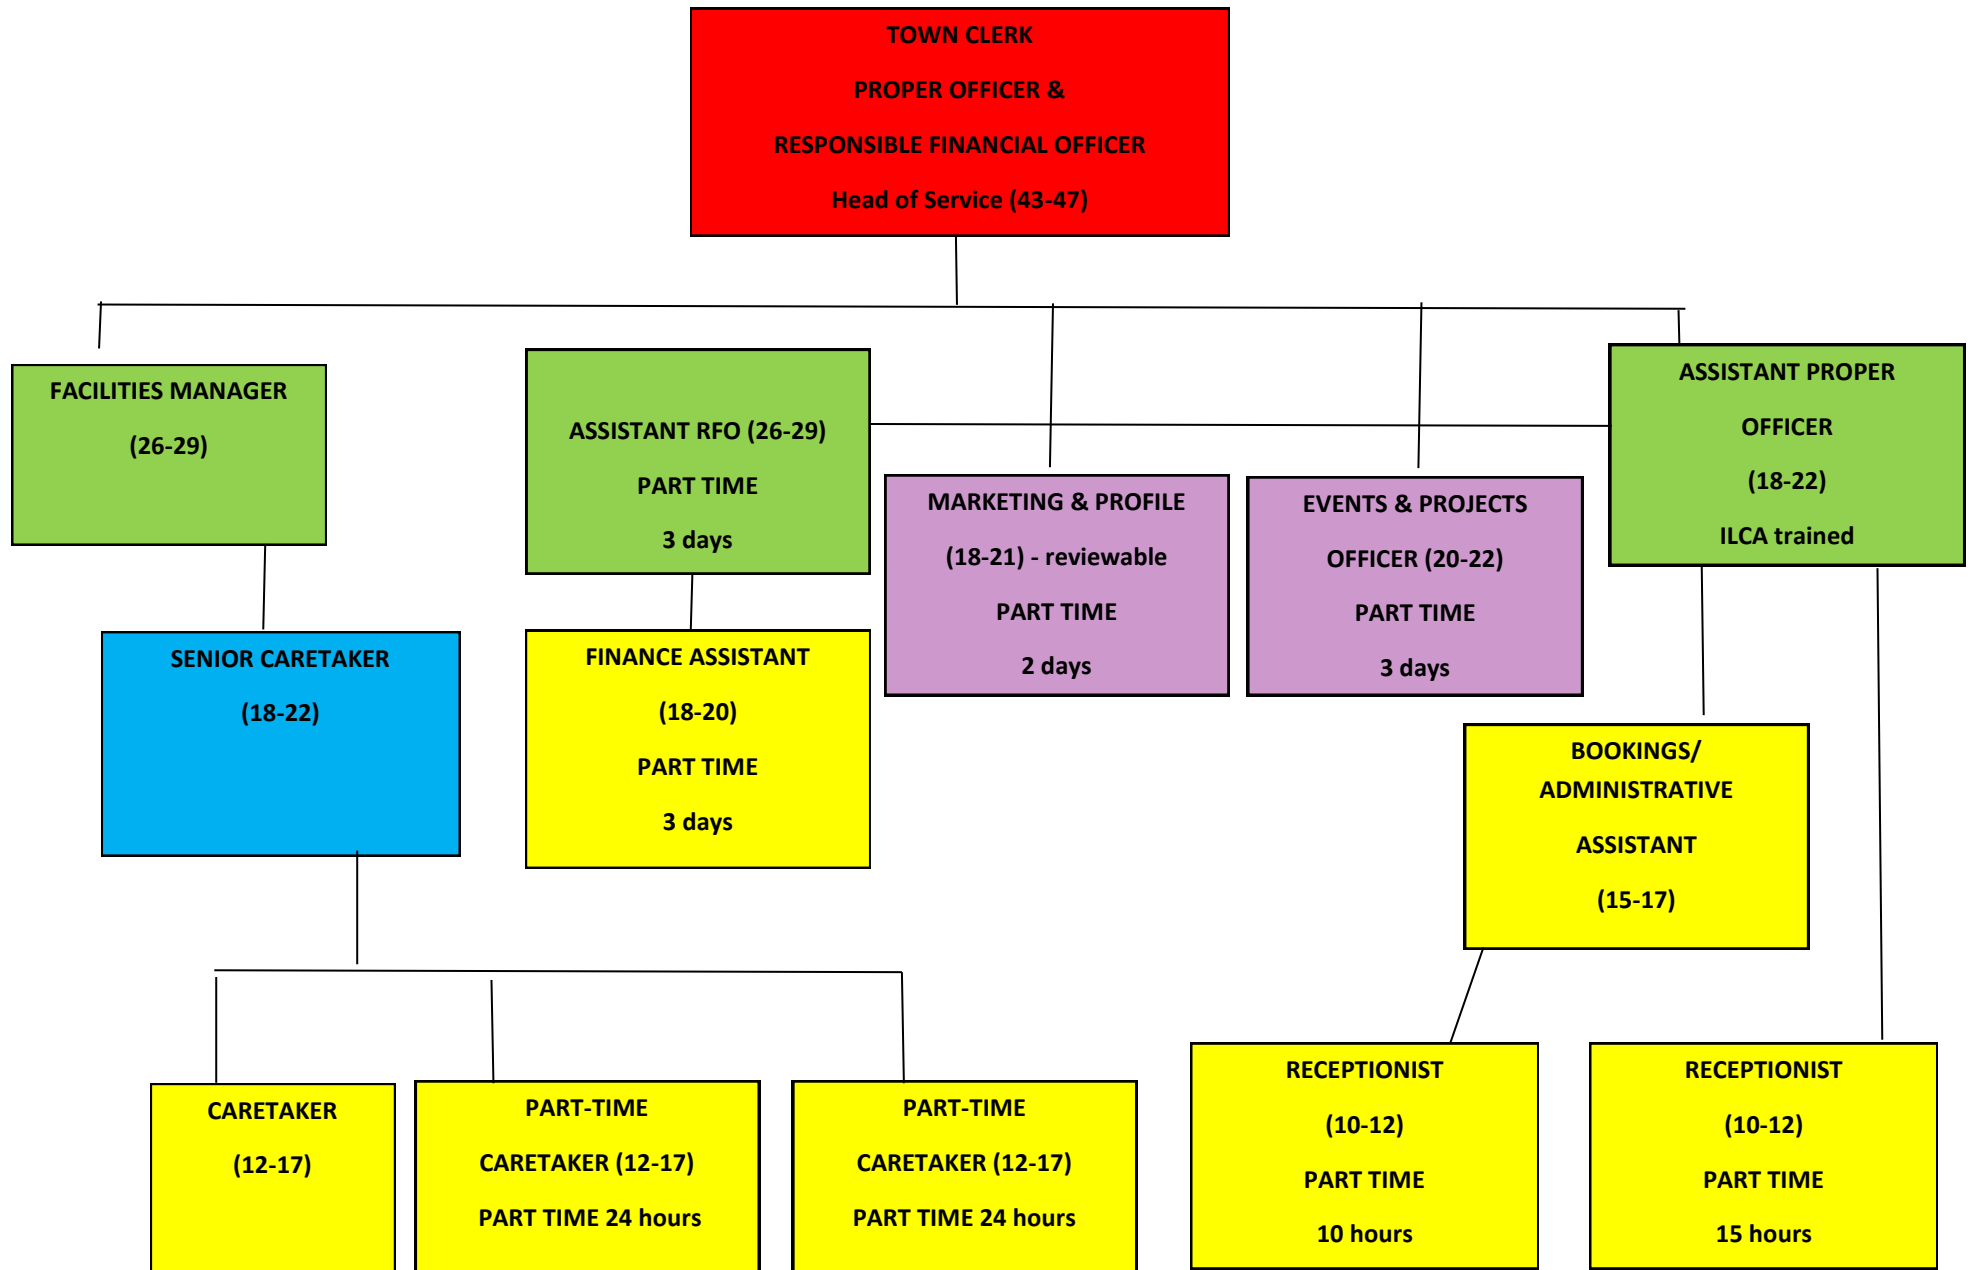 TOWN CLERK
PROPER OFFICER &
RESPONSIBLE FINANCIAL OFFICER
Head of Service (43-47)
FACILITIES MANAGER
(26-29)
ASSISTANT RFO (26-29)
PART TIME
3 days
MARKETING & PROFILE
(18-21) - reviewable
PART TIME
2 days
EVENTS & PROJECTS
OFFICER (20-22)
PART TIME
3 days
ASSISTANT PROPER
OFFICER
(18-22)
ILCA trained
SENIOR CARETAKER
(18-22)
FINANCE ASSISTANT
(18-20)
PART TIME
3 days
BOOKINGS/
ADMINISTRATIVE
ASSISTANT
(15-17)
CARETAKER
(12-17)
PART-TIME
CARETAKER (12-17)
PART TIME 24 hours
PART-TIME
CARETAKER (12-17)
PART TIME 24 hours
RECEPTIONIST
(10-12)
PART TIME
10 hours
RECEPTIONIST
(10-12)
PART TIME
15 hours